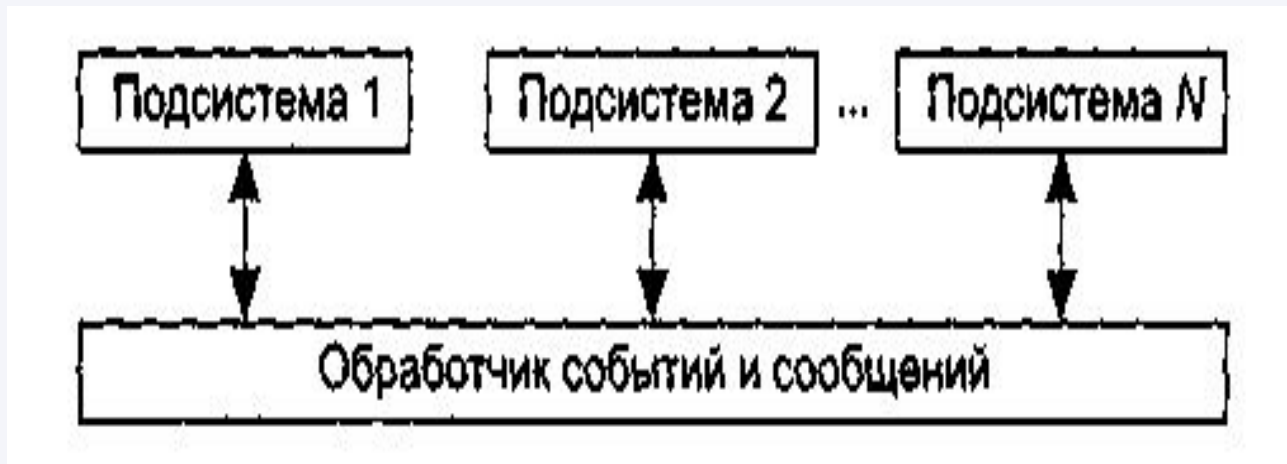 Подсистема 1 Подсистема 2 ... Подсистема N
Обработчик событий и сообщений